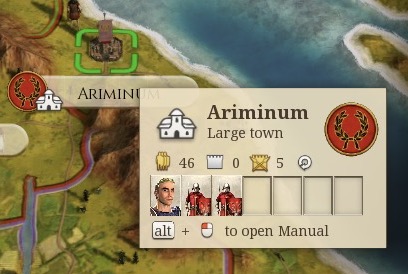 ARIMINUM
Ariminum
Large town
46 0 5
alt + to open Manual